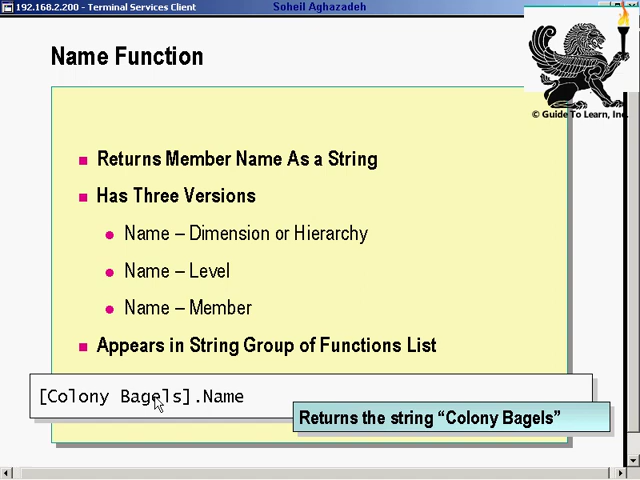 192.168.2.200 - Terminal Services Client
Soheil Aghazadeh
Name Function
© Guide To Learn, Inc.
Returns Member Name As a String
Has Three Versions
Name – Dimension or Hierarchy
Name – Level
Name – Member
Appears in String Group of Functions List
[Colony Bagels].Name
Returns the string “Colony Bagels”